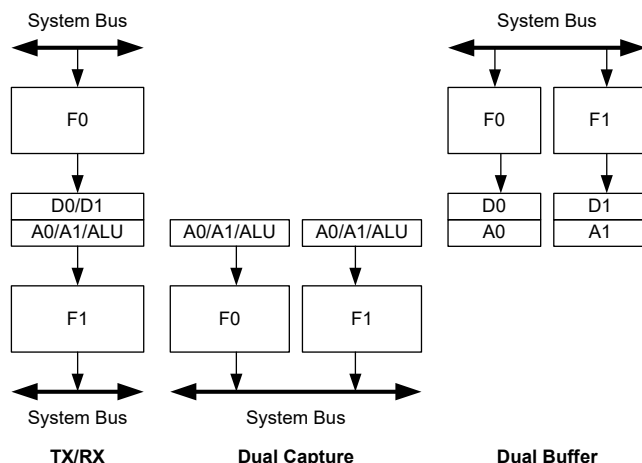 System Bus
System Bus
F0
F0
F1
D0/D1
D0
D1
A0/A1/ALU
A0/A1/ALU
A0/A1/ALU
A0
A1
F1
F0
F1
System Bus
System Bus
TX/RX
Dual Capture
Dual Buffer